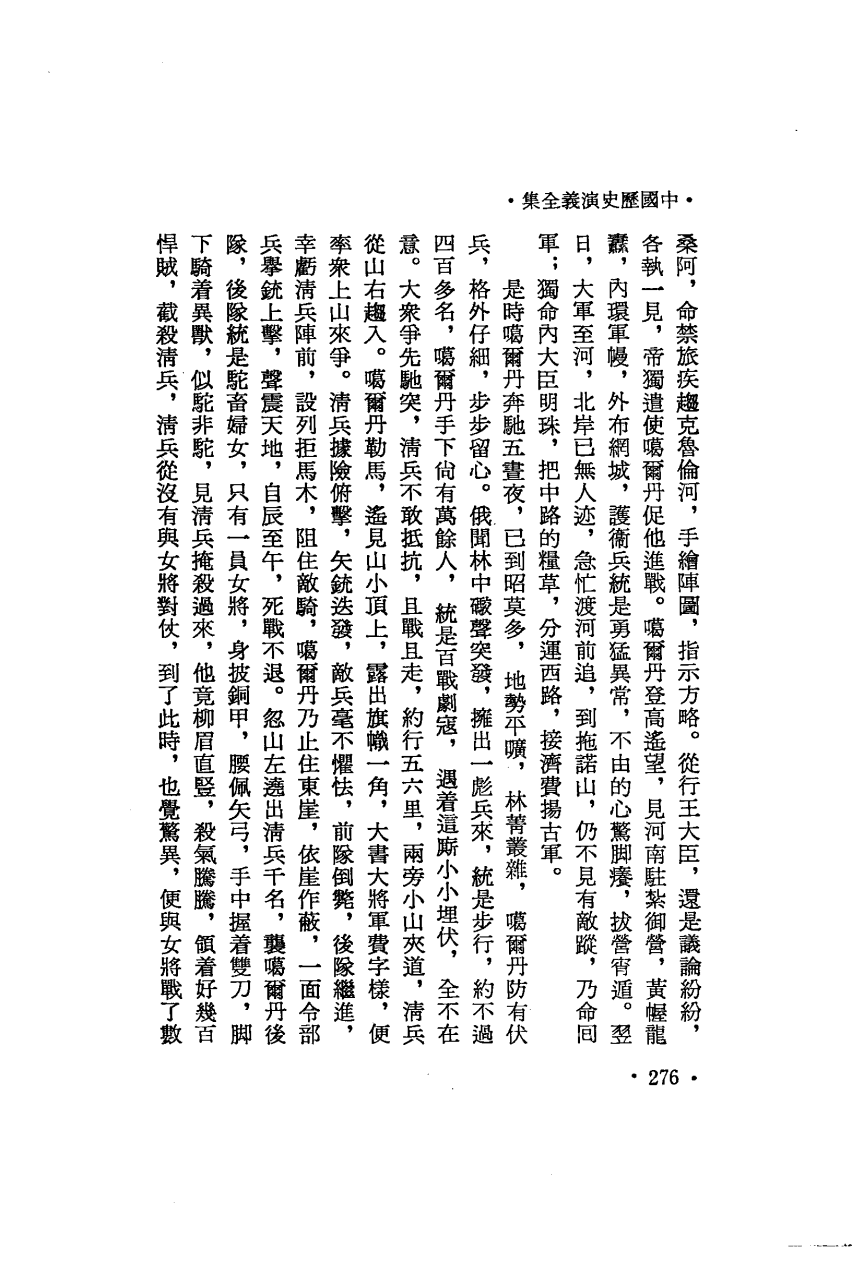 ·中國歷史演義全集·
桑阿，命禁旅疾趨克魯倫河，手繪陣圖，指示方略。從行王大臣，還是議論紛紛，
各執一見，帝獨遣使噶爾丹促他進戰。噶爾丹登高遙望，見河南駐紮御營，黃幄龍
纛，內環軍幔，外布網城，護衞兵統是勇猛異常，不由的心驚脚癢，拔營宵遁。翌
日，大軍至河，北岸已無人迹，急忙渡河前追，到拖諾山，仍不見有敵蹤，乃命回
軍；獨命內大臣明珠，把中路的糧草，分運西路，接濟費揚古軍。
是時噶爾丹奔馳五晝夜，已到昭莫多，地勢平曠，林菁叢雜，噶爾丹防有伏
兵，格外仔細，步步留心。俄聞林中礮聲突發，擁出一彪兵來，統是步行，約不過
四百多名，噶爾丹手下尙有萬餘人，統是百戰劇寇，遇着這廝小小埋伏，全不在
意。大衆爭先馳突，清兵不敢抵抗，且戰且走，約行五六里，兩旁小山夾道，清兵
從山右趨入。噶爾丹勒馬，遙見山小頂上，露出旗幟一角，大書大將軍費字樣，便
率衆上山來爭。清兵據險俯擊，矢銃迭發，敵兵毫不懼怯，前隊倒斃，後隊繼進，
幸虧清兵陣前，設列拒馬木，阻住敵騎，噶爾丹乃止住東崖，依崖作蔽，一面令部
兵擧銃上擊，聲震天地，自辰至午，死戰不退。忽山左邊出清兵千名，襲噶爾丹後
隊，後隊統是駝畜婦女，只有一員女將，身披銅甲，腰佩矢弓，手中握着雙刀，脚
下騎着異獸，似駝非駝，見清兵掩殺過來，他竟柳眉直豎，殺氣騰騰，領着好幾百
悍賊，截殺清兵，清兵從沒有與女將對仗，到了此時，也覺驚異，便與女將戰了數
·276·